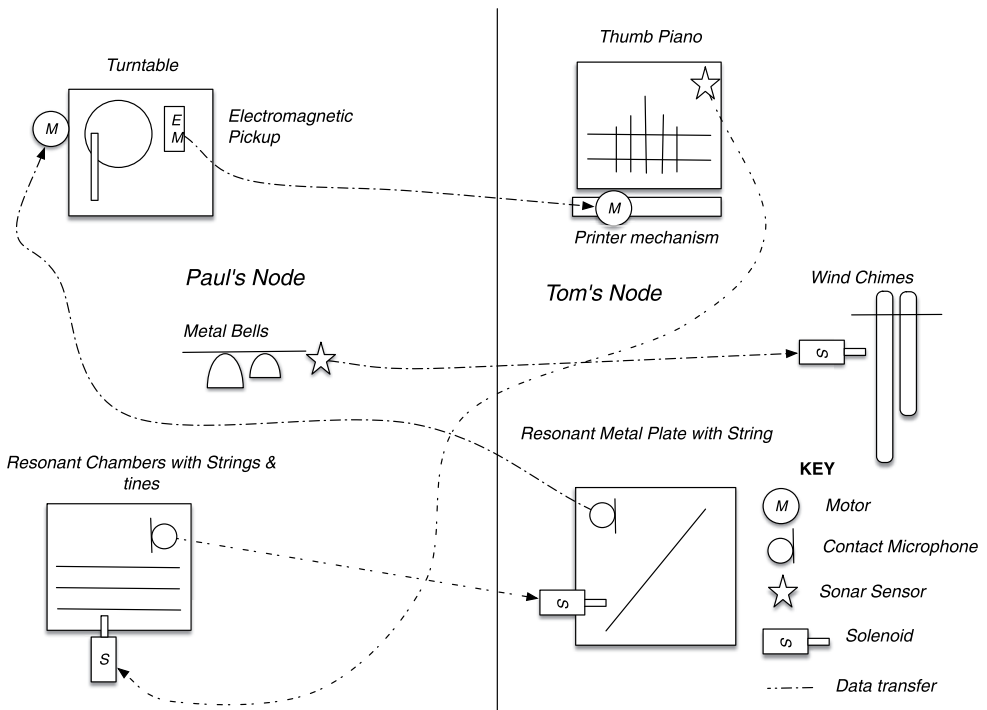 Thumb Piano
Turntable
M
E
M
Electromagnetic
Pickup
M
Printer mechanism
Paul's Node
Tom's Node
Wind Chimes
Metal Bells
S
Resonant Metal Plate with String
Resonant Chambers with Strings &
tines
S
S
KEY
M Motor
Contact Microphone
Sonar Sensor
S Solenoid
Data transfer